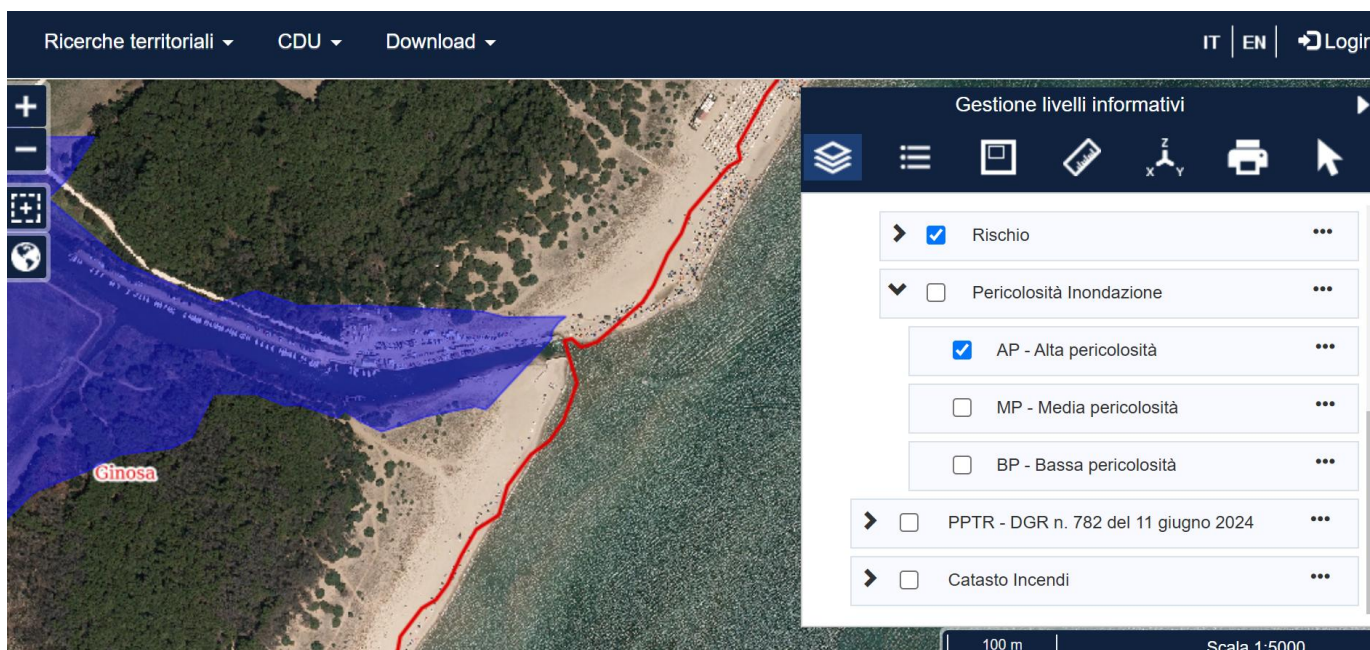 Ricerche territoriali CDU Download IT EN Login
Gestione livelli informativi
Z
X Y
Rischio
Pericolosità Inondazione
AP - Alta pericolosità
MP - Media pericolosità
BP - Bassa pericolosità
Ginosa
PPTR - DGR n. 782 del 11 giugno 2024
Catasto Incendi
100 m Scala 1:5000